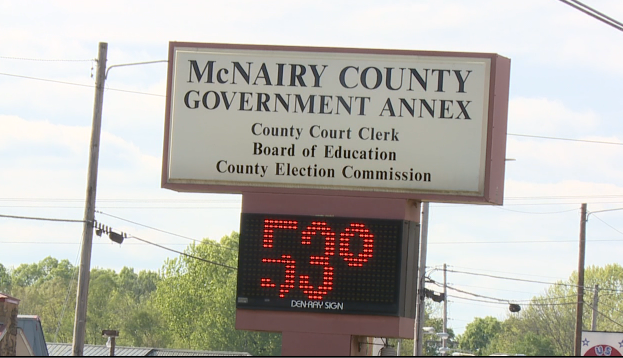 McNAIRY COUNTY
GOVERNMENT ANNEX
County Court Clerk
Board of Education
County Election Commission
53°
DEN-RAY SIGN